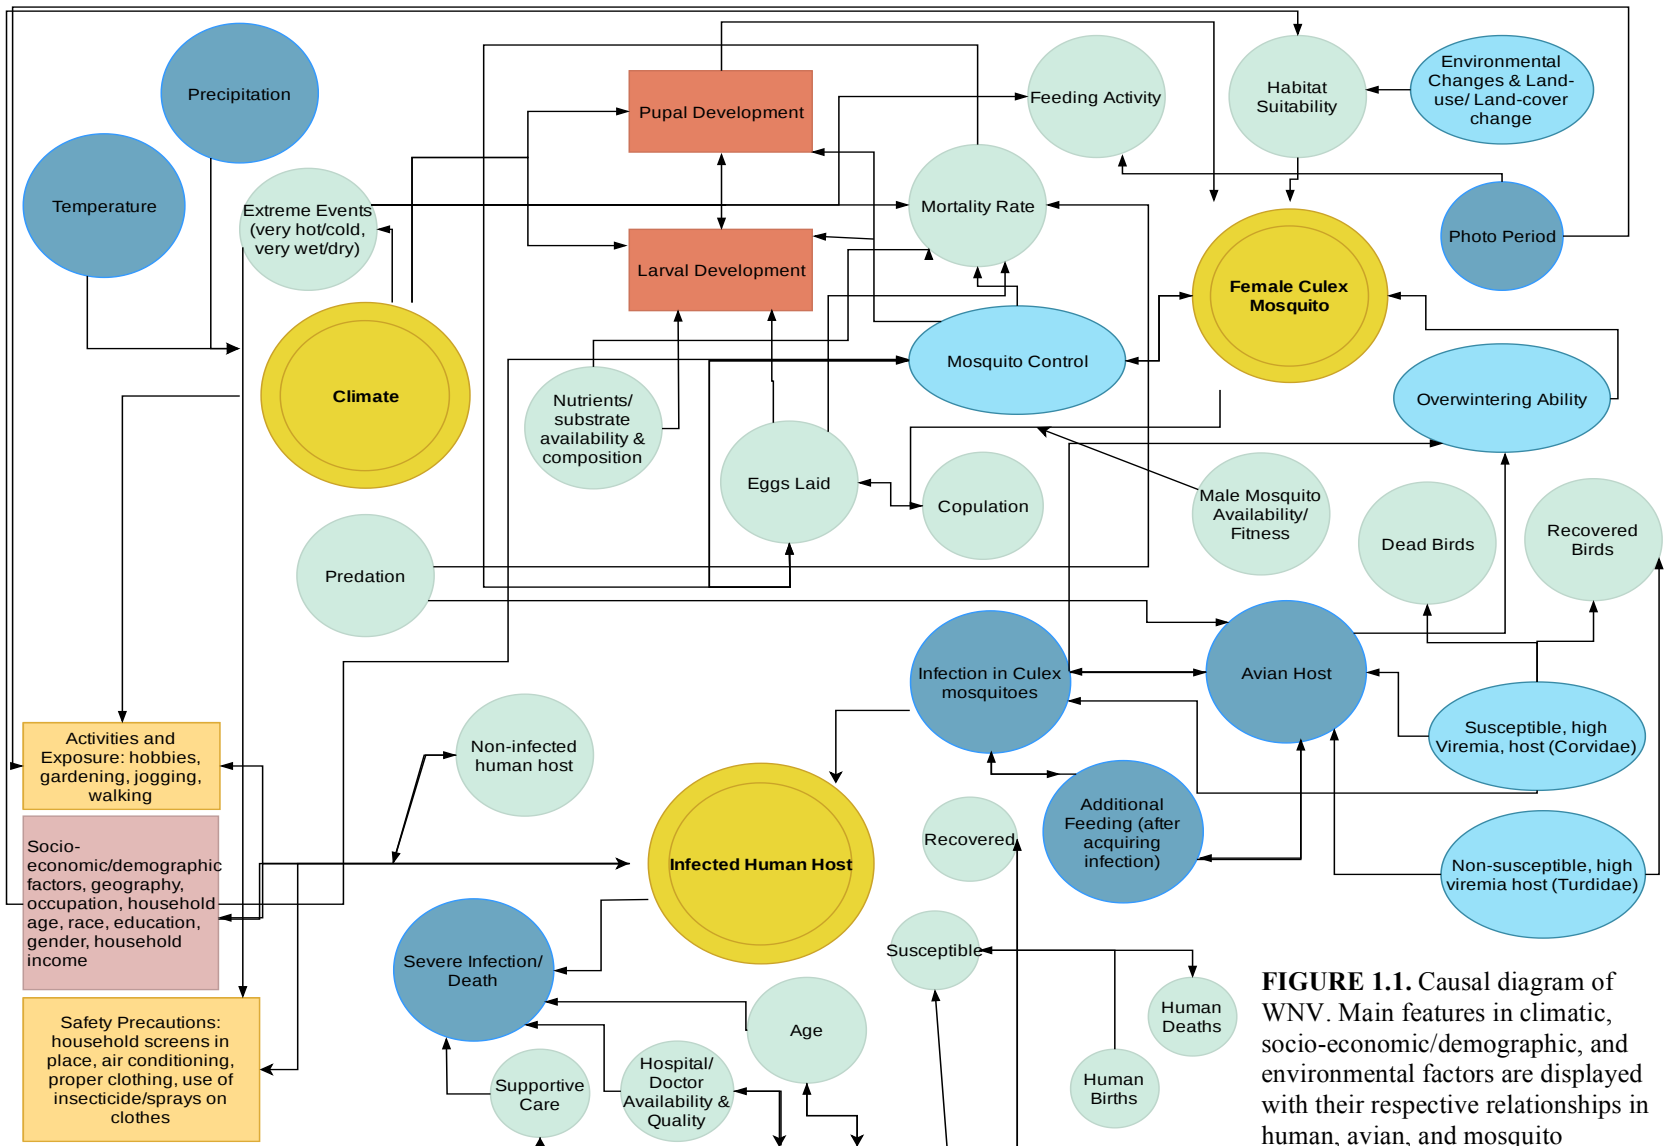 Precipitation
Temperature
Extreme Events
(very hot/cold,
very wet/dry)
Pupal Development
Larval Development
Feeding Activity
Mortality Rate
Habitat
Suitability
Environmental
Changes & Land-
use/ Land-cover
change
Photo Period
Female Culex
Mosquito
Climate
Mosquito Control
Overwintering Ability
Nutrients/
substrate
availability &
composition
Eggs Laid
Copulation
Male Mosquito
Availability/
Fitness
Dead Birds
Recovered
Birds
Predation
Infection in Culex
mosquitoes
Avian Host
Susceptible, high
Viremia, host (Corvidae)
Activities and
Exposure: hobbies,
gardening, jogging,
walking
Non-infected
human host
Additional
Feeding (after
acquiring
infection)
Recovered
Infected Human Host
Non-susceptible, high
viremia host (Turdidae)
Socio-
economic/demographic
factors, geography,
occupation, household
age, race, education,
gender, household
income
Severe Infection/
Death
Susceptible
Human
Deaths
Safety Precautions:
household screens in
place, air conditioning,
proper clothing, use of
insecticide/sprays on
clothes
Age
Supportive
Care
Hospital/
Doctor
Availability &
Quality
Human
Births
FIGURE 1.1. Causal diagram of
WNV. Main features in climatic,
socio-economic/demographic, and
environmental factors are displayed
with their respective relationships in
human, avian, and mosquito